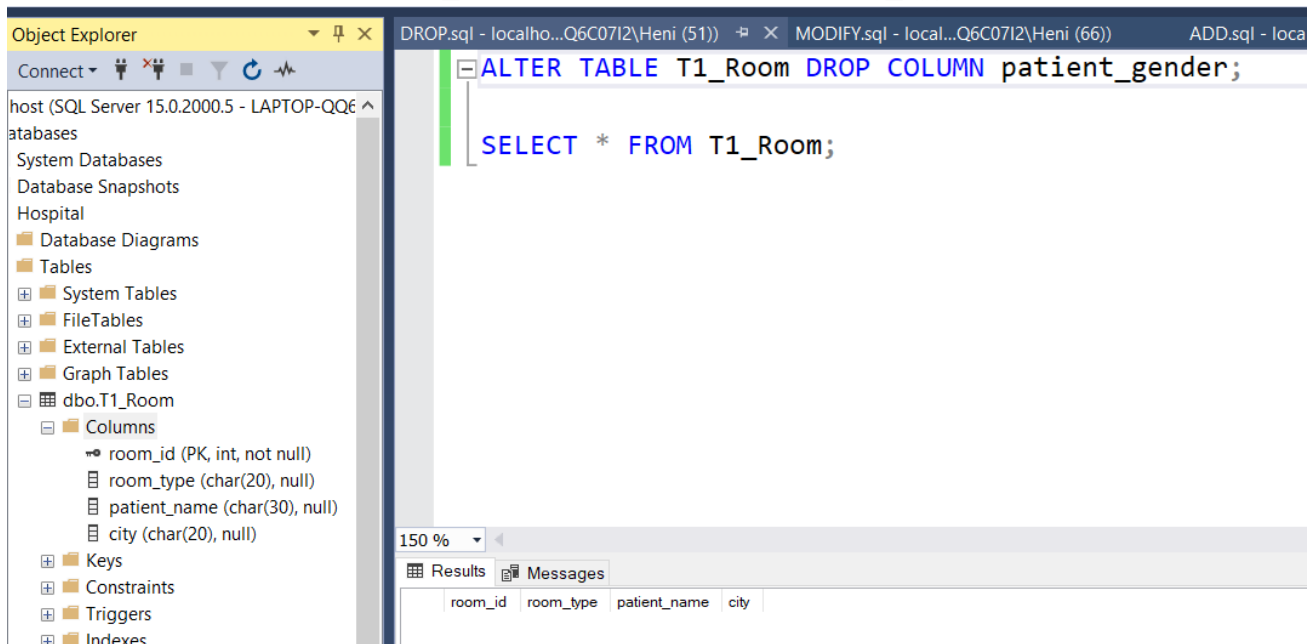 Object Explorer
Connect
host (SQL Server 15.0.2000.5 - LAPTOP-QQ6
atabases
System Databases
Database Snapshots
Hospital
Database Diagrams
Tables
System Tables
FileTables
External Tables
Graph Tables
dbo.T1_Room
Columns
room_id (PK, int, not null)
room_type (char(20), null)
patient_name (char(30), null)
city (char(20), null)
Keys
Constraints
Triggers
Indexes
DROP.sql - localho...Q6C07I2\Heni (51)) MODIFY.sql - local...Q6C07I2\Heni (66)) ADD.sql - loca
ALTER TABLE T1_Room DROP COLUMN patient_gender;
SELECT * FROM T1_Room;
150 %
Results Messages
room_id room_type patient_name city